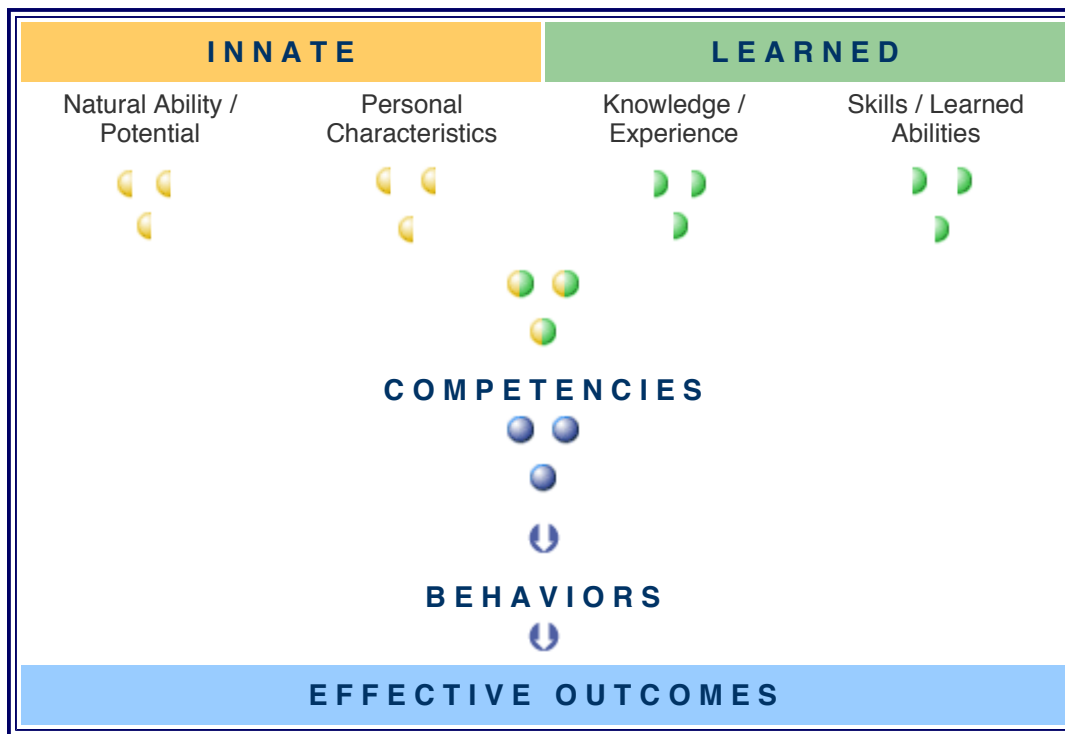 INNATE
LEARNED
Natural Ability /
Potential
Personal
Characteristics
Knowledge /
Experience
Skills / Learned
Abilities
COMPETENCIES
BEHAVIORS
EFFECTIVE OUTCOMES